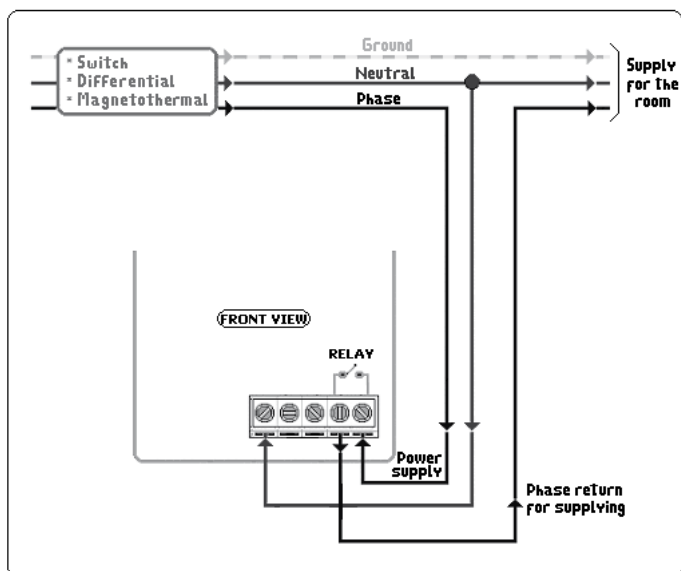 Ground
* Switch
* Differential
* Magnetothermal
Neutral
Phase
Supply
for the
room
FRONT VIEW
RELAY
Power
supply
Phase return
for supplying